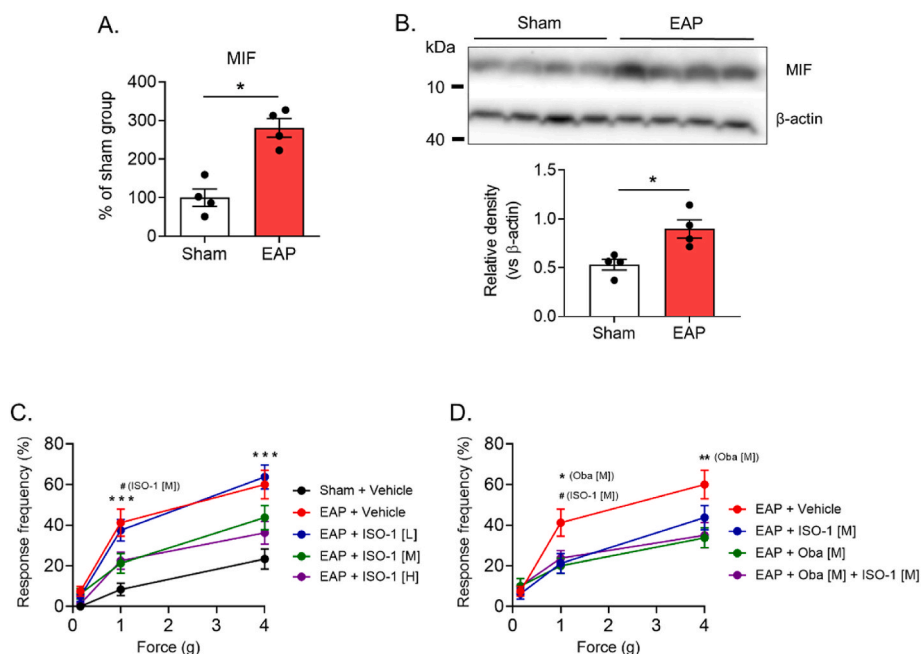 A.
MIF
*
400
300
200
100
0
% of sham group
Sham EAP
B.
Sham EAP
kDa
MIF
10
β-actin
40
*
1.5
1.0
0.5
0.0
Relative density
(vs β-actin)
Sham EAP
C.
80
60
40
20
0
Response frequency (%)
# (ISO-1 [M])
***
***
0 1 4
Force (g)
Sham + Vehicle
EAP + Vehicle
EAP + ISO-1 [L]
EAP + ISO-1 [M]
EAP + ISO-1 [H]
D.
80
60
40
20
0
Response frequency (%)
* (Oba [M])
# (ISO-1 [M])
** (Oba [M])
0 1 4
Force (g)
EAP + Vehicle
EAP + ISO-1 [M]
EAP + Oba [M]
EAP + Oba [M] + ISO-1 [M]